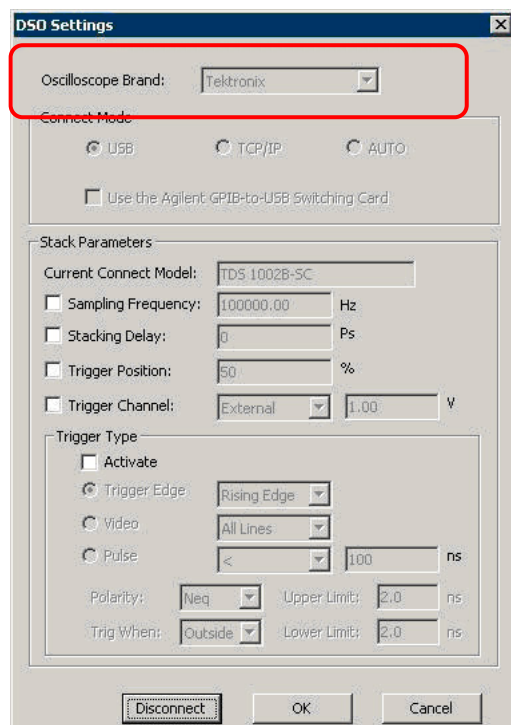 DSO Settings
Oscilloscope Brand: Tektronix
Connect Mode
USB TCP/IP AUTO
Use the Agilent GPIB-to-USB Switching Card
Stack Parameters
Current Connect Model: TDS 1002B-SC
Sampling Frequency: 100000.00 Hz
Stacking Delay: 0 Ps
Trigger Position: 50 %
Trigger Channel: External 1.00 V
Trigger Type
Activate
Trigger Edge Rising Edge
Video All Lines
Pulse < 100 ns
Polarity: Neq Upper Limit: 2.0 ns
Trig When: Outside Lower Limit: 2.0 ns
Disconnect OK Cancel